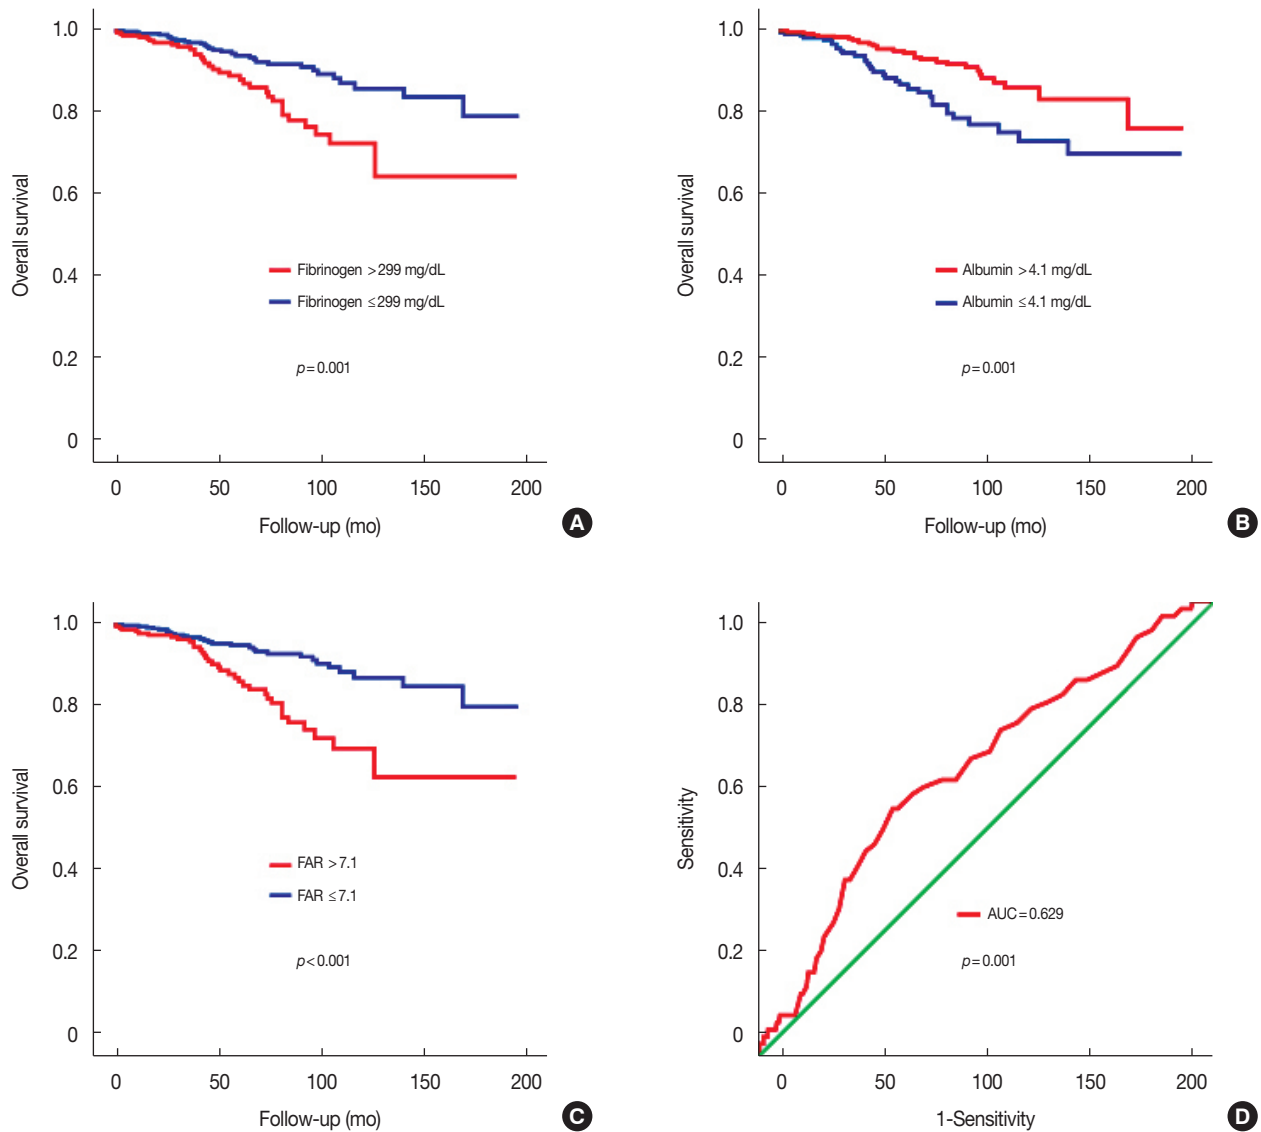 1.0
0.8
0.6
0.4
0.2
0
Overall survival
Fibrinogen >299 mg/dL
Fibrinogen ≤299 mg/dL
p=0.001
0 50 100 150 200
Follow-up (mo)
A
1.0
0.8
0.6
0.4
0.2
0
Overall survival
Albumin >4.1 mg/dL
Albumin ≤4.1 mg/dL
p=0.001
0 50 100 150 200
Follow-up (mo)
B
1.0
0.8
0.6
0.4
0.2
0
Overall survival
FAR >7.1
FAR ≤7.1
p<0.001
0 50 100 150 200
Follow-up (mo)
C
1.0
0.8
0.6
0.4
0.2
0
Sensitivity
AUC=0.629
p=0.001
0 50 100 150 200
1-Sensitivity
D